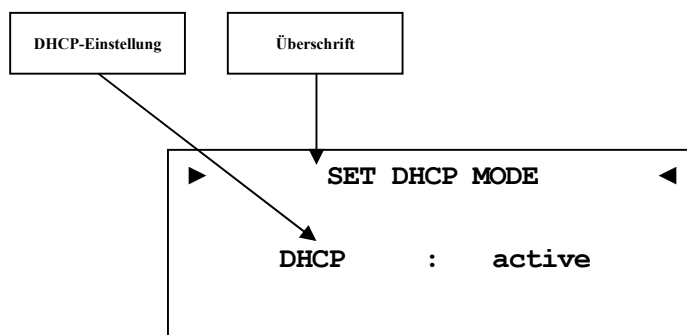 DHCP-Einstellung
Überschrift
► SET DHCP MODE ◄
DHCP : active